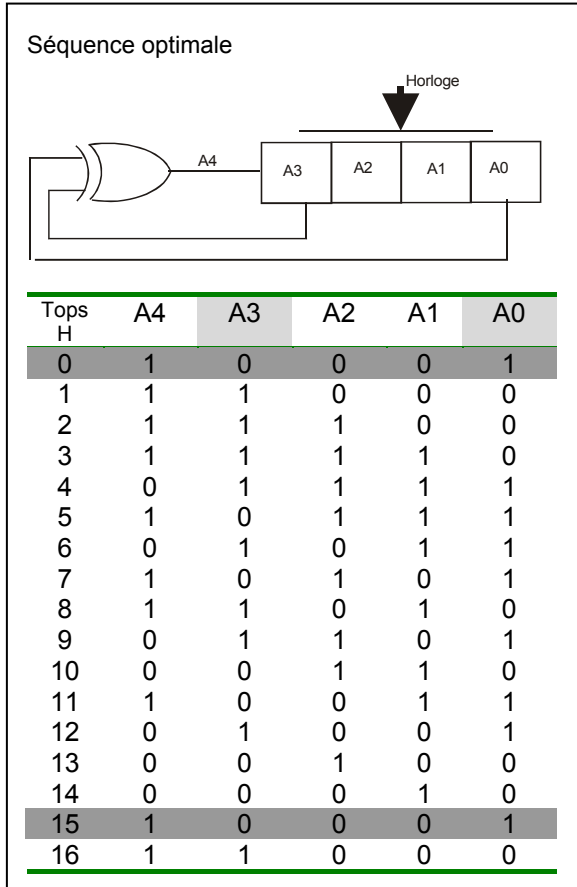 Séquence optimale
Horloge
A4 A3 A2 A1 A0
Tops H A4 A3 A2 A1 A0
0 1 0 0 0 1
1 1 1 0 0 0
2 1 1 1 0 0
3 1 1 1 1 0
4 0 1 1 1 1
5 1 0 1 1 1
6 0 1 0 1 1
7 1 0 1 0 1
8 1 1 0 1 0
9 0 1 1 0 1
10 0 0 1 1 0
11 1 0 0 1 1
12 0 1 0 0 1
13 0 0 1 0 0
14 0 0 0 1 0
15 1 0 0 0 1
16 1 1 0 0 0